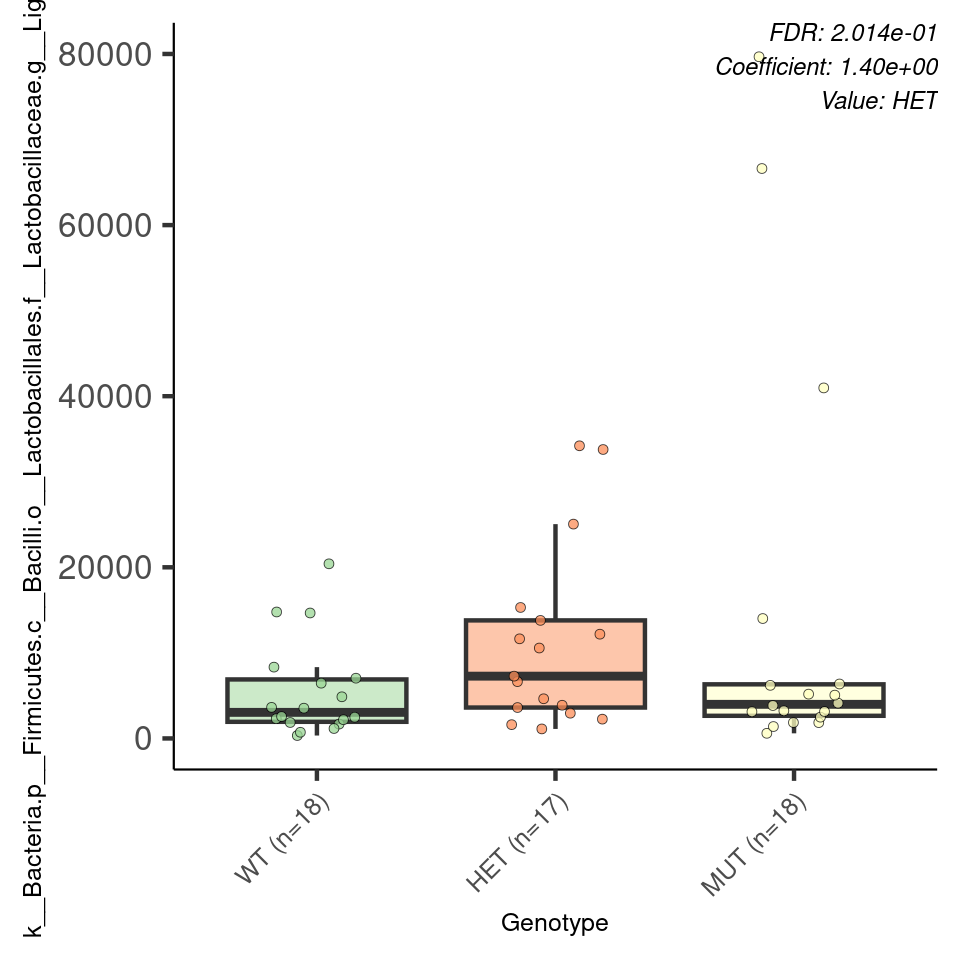 FDR: 2.014e-01
Coefficient: 1.40e+00
Value: HET
k__Bacteria.p__Firmicutes.c__Bacilli.o__Lactobacillales.f__Lactobacillaceae.g__Lig
80000
60000
40000
20000
0
WT (n=18)
HET (n=17)
MUT (n=18)
Genotype